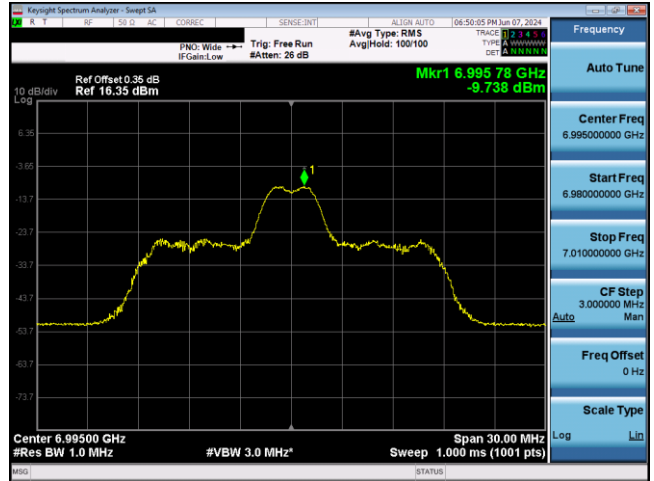 Keysight Spectrum Analyzer - Swept SA
R T RF 50 Ω AC CORREC SENSE:INT ALIGN AUTO 06:50:05 PM Jun 07, 2024
PNO: Wide
IFGain:Low
Trig: Free Run
#Atten: 26 dB
#Avg Type: RMS
Avg|Hold: 100/100
TRACE 1 2 3 4 5 6
TYPE A WWWWW
DET A N N N N N
Mkr1 6.995 78 GHz
-9.738 dBm
Ref Offset 0.35 dB
10 dB/div Ref 16.35 dBm
Log
1
6.35
-3.65
-13.7
-23.7
-33.7
-43.7
-53.7
-63.7
-73.7
Center 6.99500 GHz Span 30.00 MHz
#Res BW 1.0 MHz #VBW 3.0 MHz* Sweep 1.000 ms (1001 pts)
MSG STATUS
Frequency
Auto Tune
Center Freq
6.995000000 GHz
Start Freq
6.980000000 GHz
Stop Freq
7.010000000 GHz
CF Step
3.000000 MHz
Auto Man
Freq Offset
0 Hz
Scale Type
Log Lin